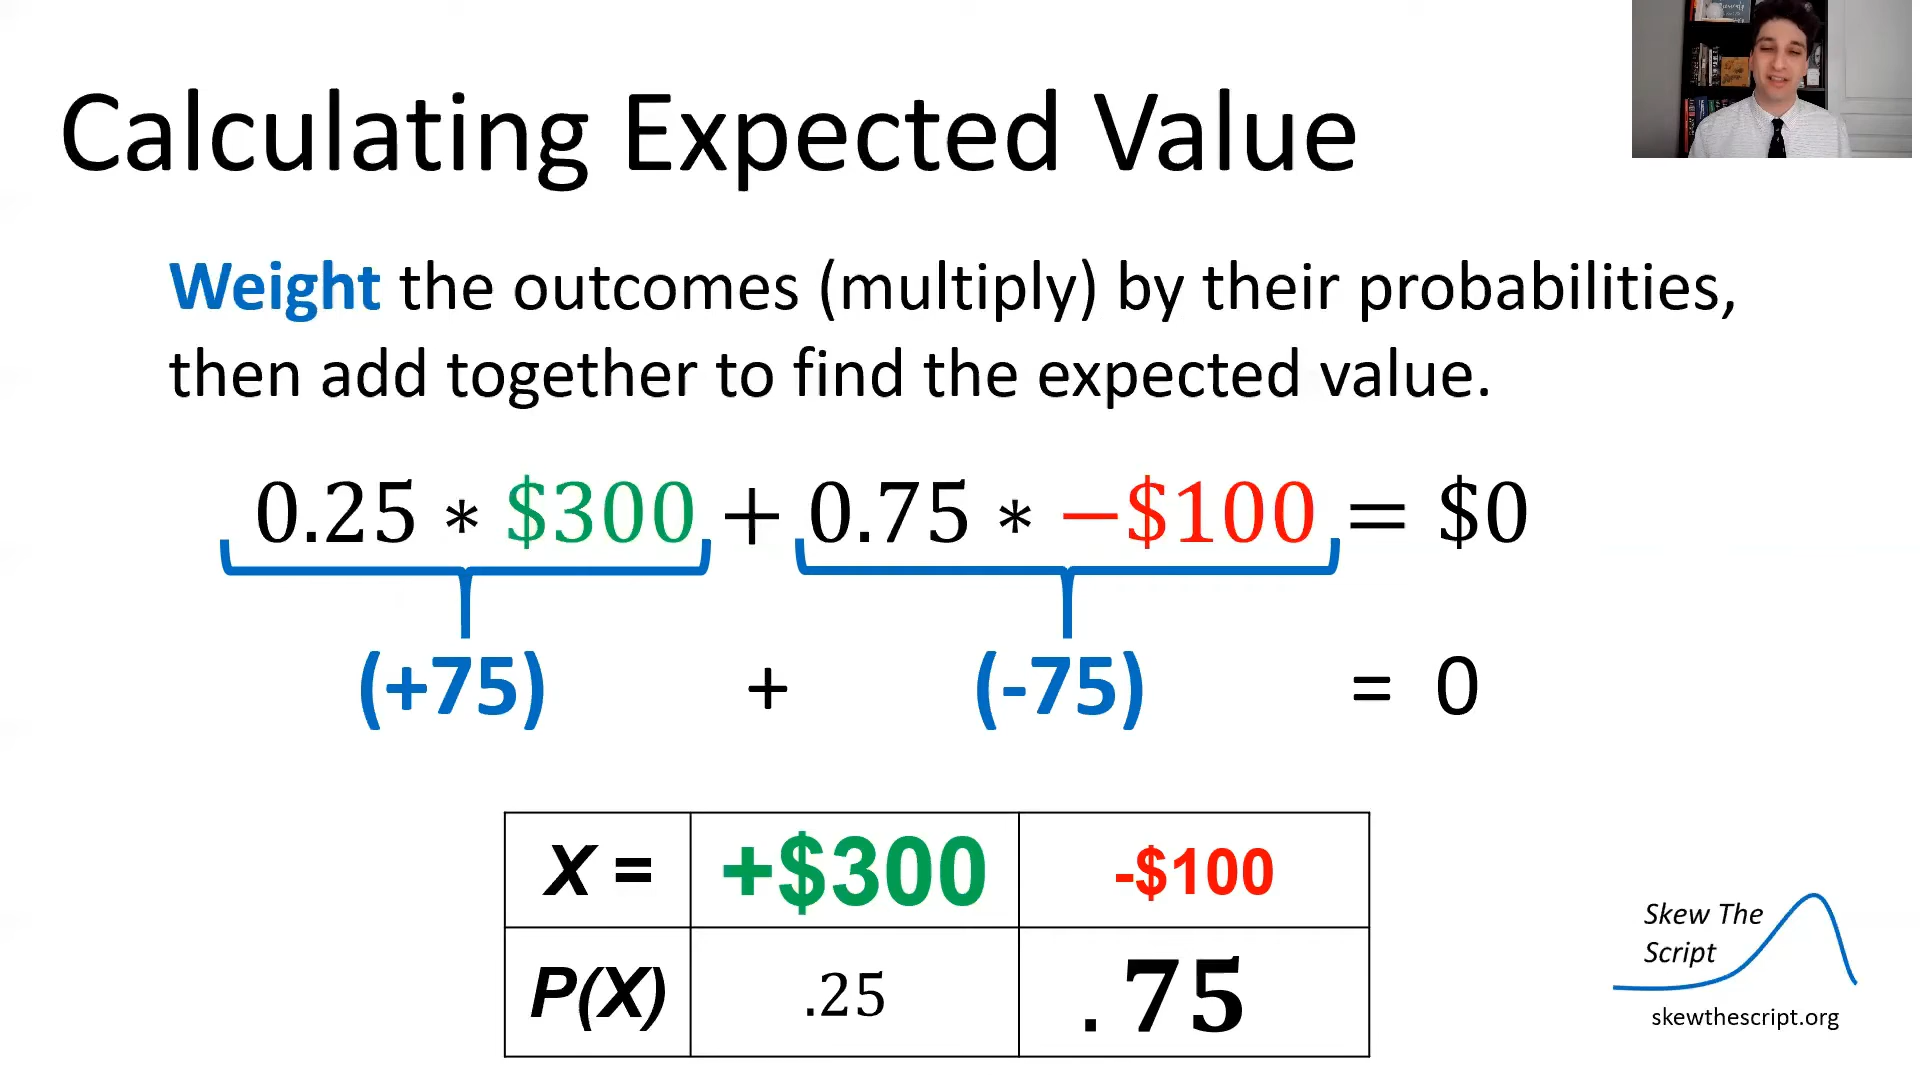 Calculating Expected Value
Weight the outcomes (multiply) by their probabilities,
then add together to find the expected value.
0.25 * $300 + 0.75 * −$100 = $0
(+75) + (-75) = 0
X = +$300 -$100
P(X) .25 .75
Skew The
Script
skewthescript.org